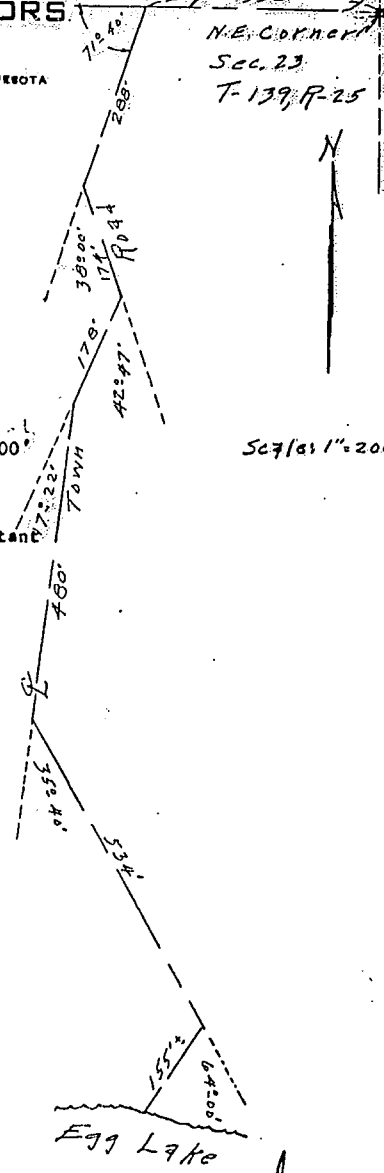 ORS
71° 40'
N.E. Corner
Sec. 23
T-139, R-25
288'
N
38° 00'
174'
Road
178'
42° 47'
00'
17° 22'
TOWN
Scale: 1"=20
tant
480'
℄
35° 40'
534'
155'±
64° 00'
Egg Lake